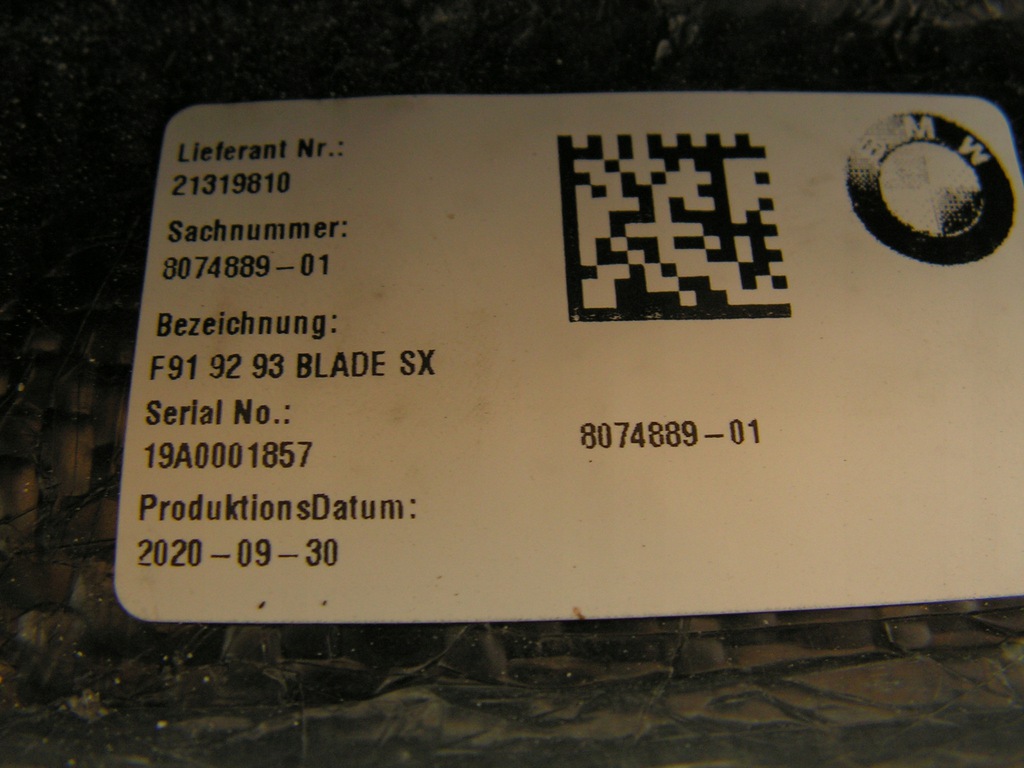 Lieferant Nr.:
21319810
Sachnummer:
8074889-01
Bezeichnung:
F91 92 93 BLADE SX
Serial No.:
19A0001857
ProduktionsDatum:
2020-09-30
8074889-01
BMW